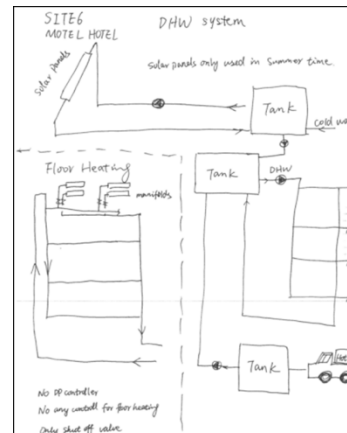 SITE6
MOTEL HOTEL
DHW system
solar panels only used in summer time.
Solar Panels
Tank
cold wa
Floor Heating
manifolds
Tank
DHW
Tank
No DP controller
No any controll for floor heating
Only shut off valve